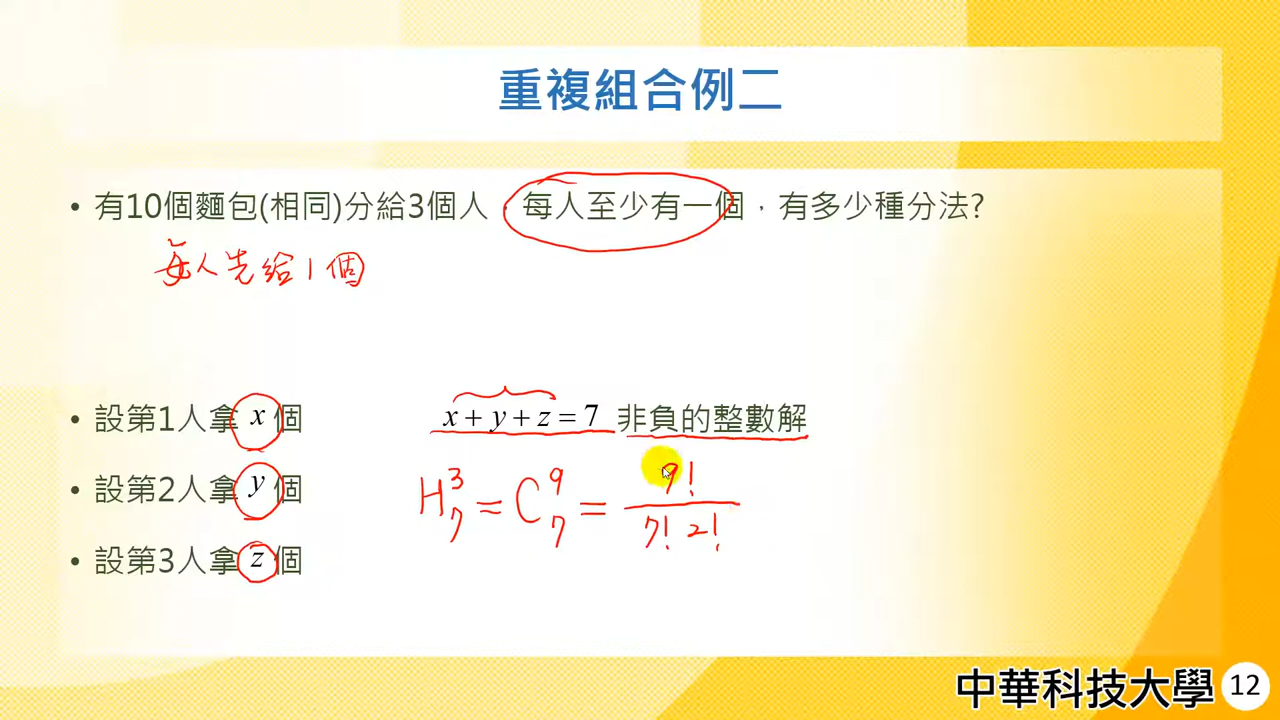 重複組合例二
• 有10個麵包(相同)分給3個人，每人至少有一個，有多少種分法?
每人先給1個
• 設第1人拿 x 個
x + y + z = 7 非負的整數解
• 設第2人拿 y 個
H³₇ = C⁹₇ = 9! / 7! 2!
• 設第3人拿 z 個
中華科技大學 12